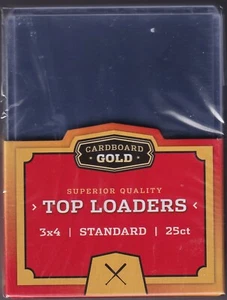 CARDBOARD
GOLD
SUPERIOR QUALITY
TOP LOADERS
3x4 | STANDARD | 25ct